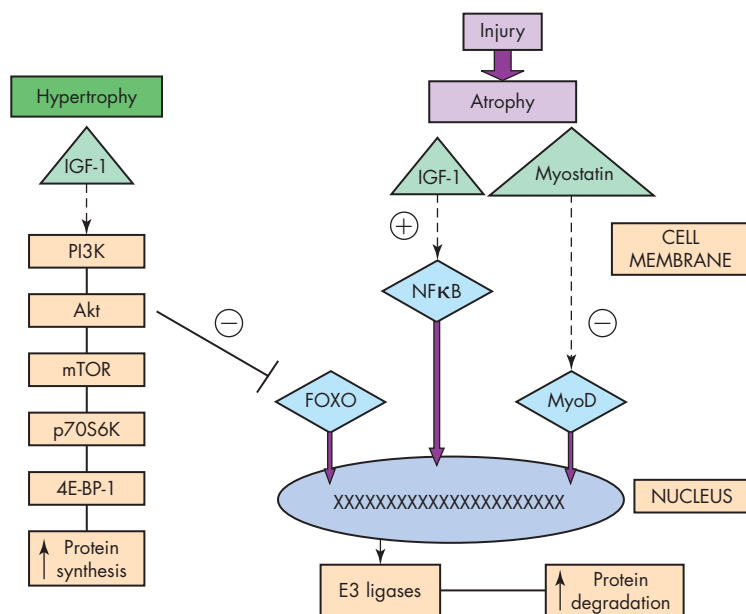 Injury
Hypertrophy
Atrophy
IGF-1
IGF-1
Myostatin
+
CELL
MEMBRANE
PI3K
NFκB
Akt
−
−
mTOR
FOXO
MyoD
p70S6K
4E-BP-1
XXXXXXXXXXXXXXXXXXXXXX
NUCLEUS
↑ Protein
synthesis
E3 ligases
↑ Protein
degradation